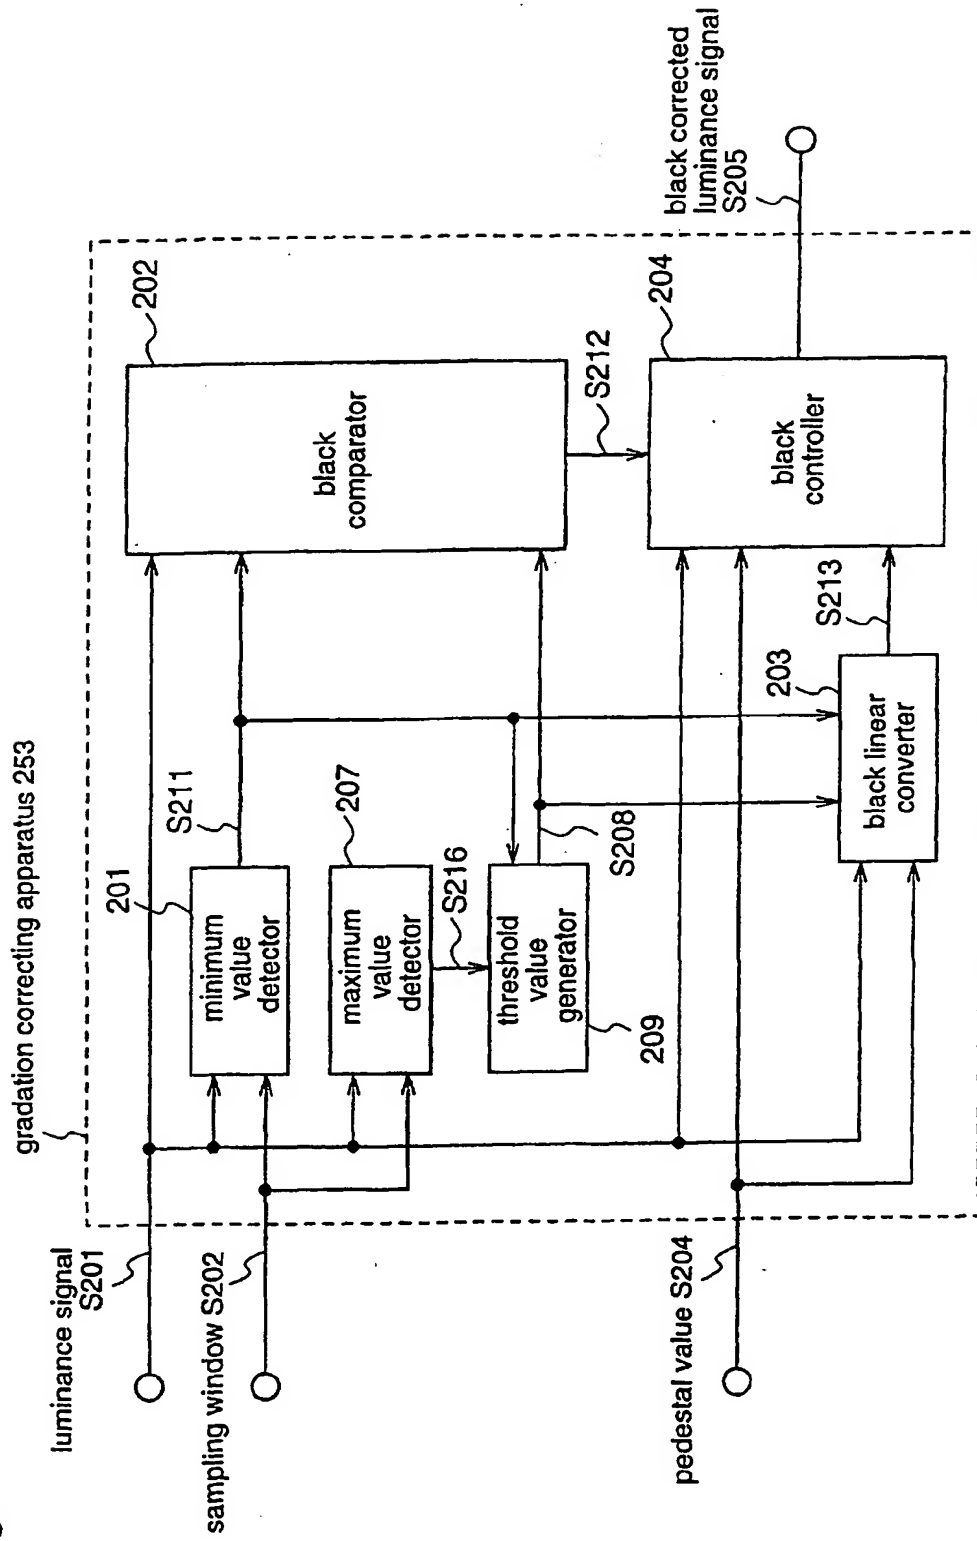 gradation correcting apparatus 253
luminance signal
S201
sampling window S202
pedestal value S204
201
minimum
value
detector
S211
207
maximum
value
detector
S216
threshold
value
generator
209
S208
202
black
comparator
S212
204
black
controller
203
black linear
converter
S213
black corrected
luminance signal
S205